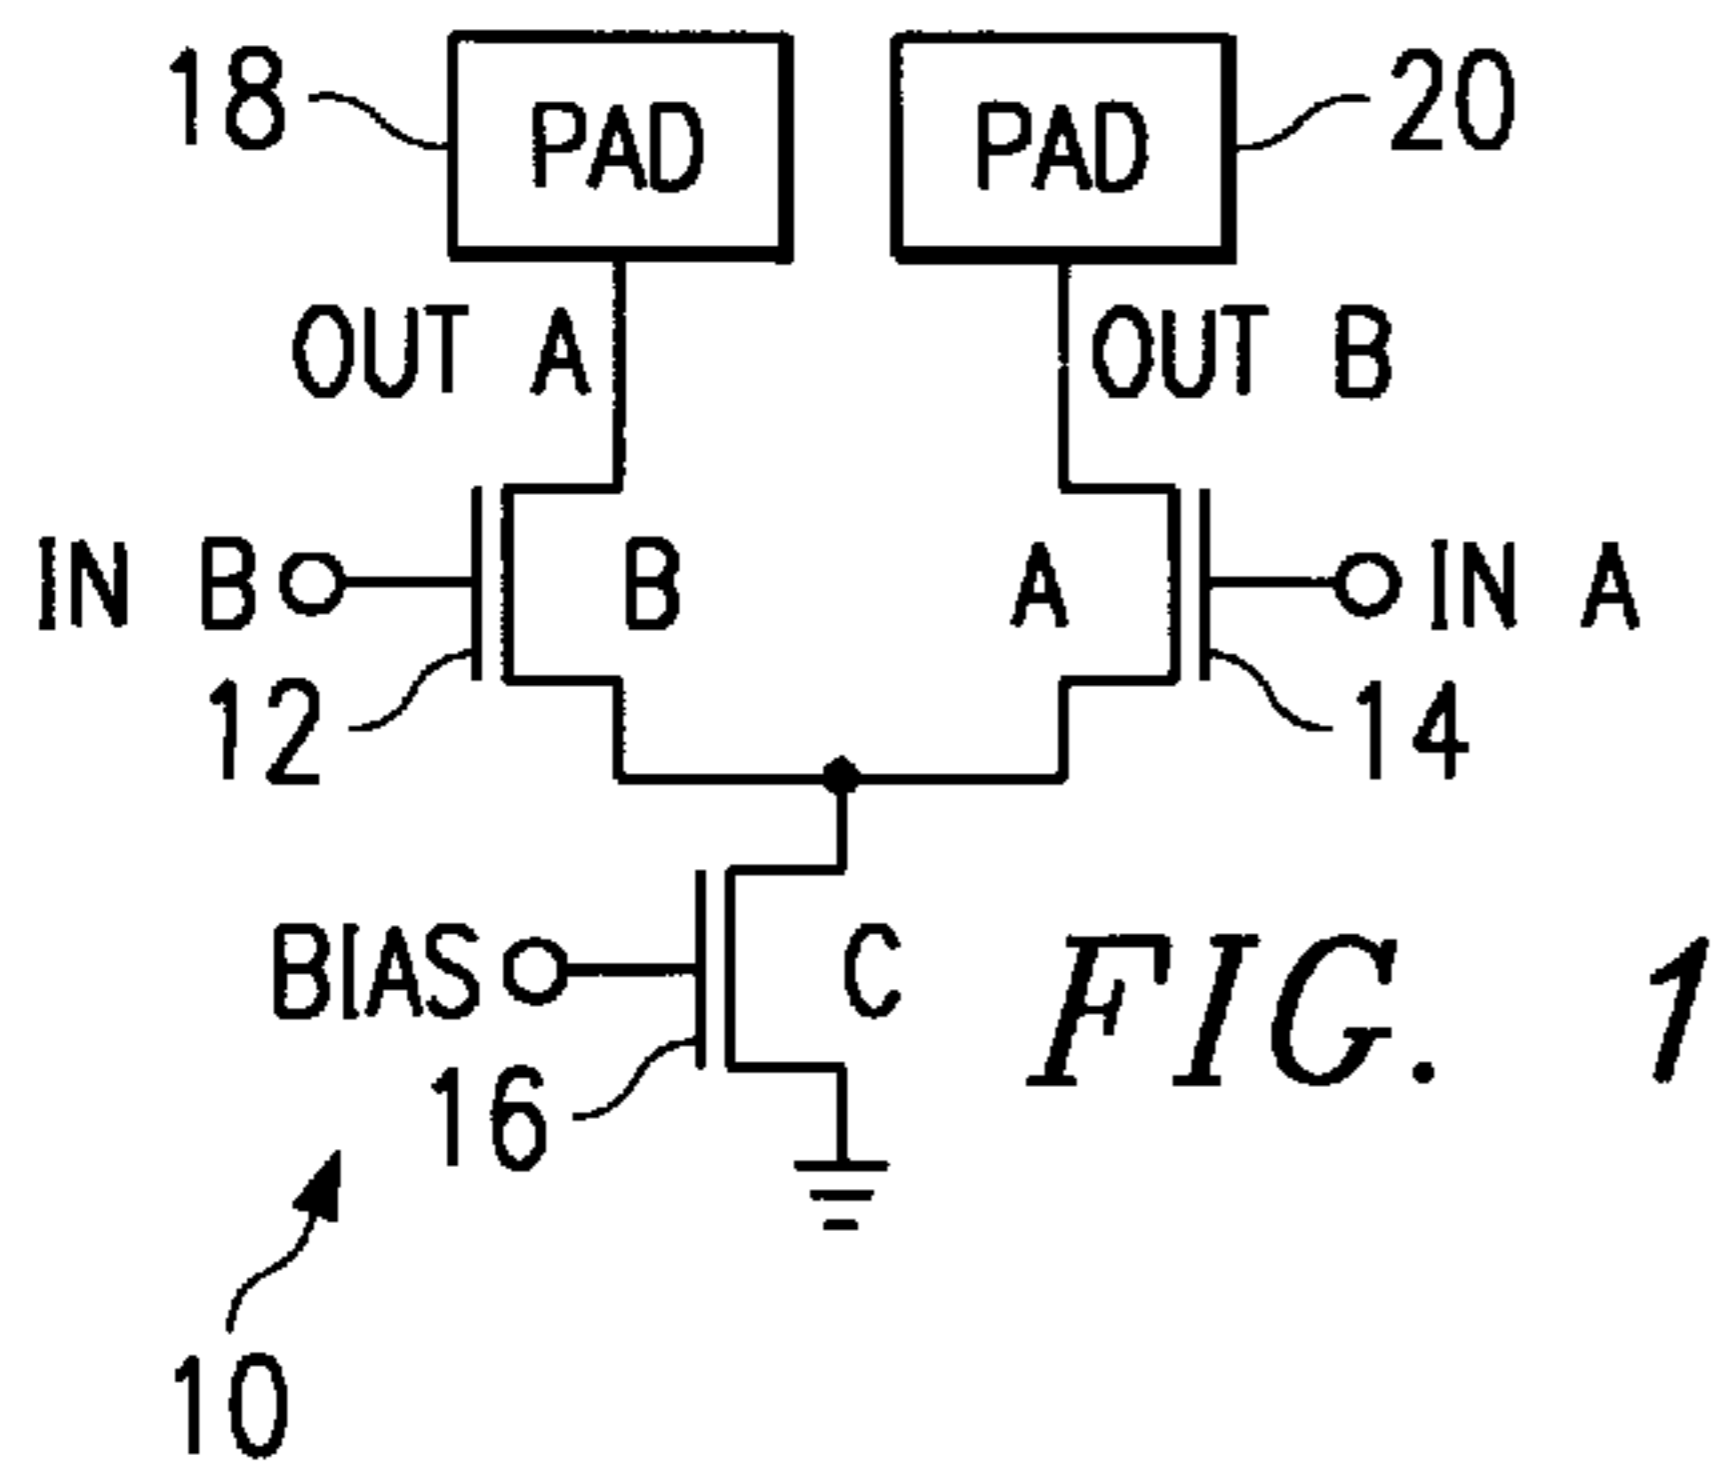 18 PAD PAD 20
OUT A OUT B
IN B B A IN A
12 14
BIAS C
16
FIG. 1
10